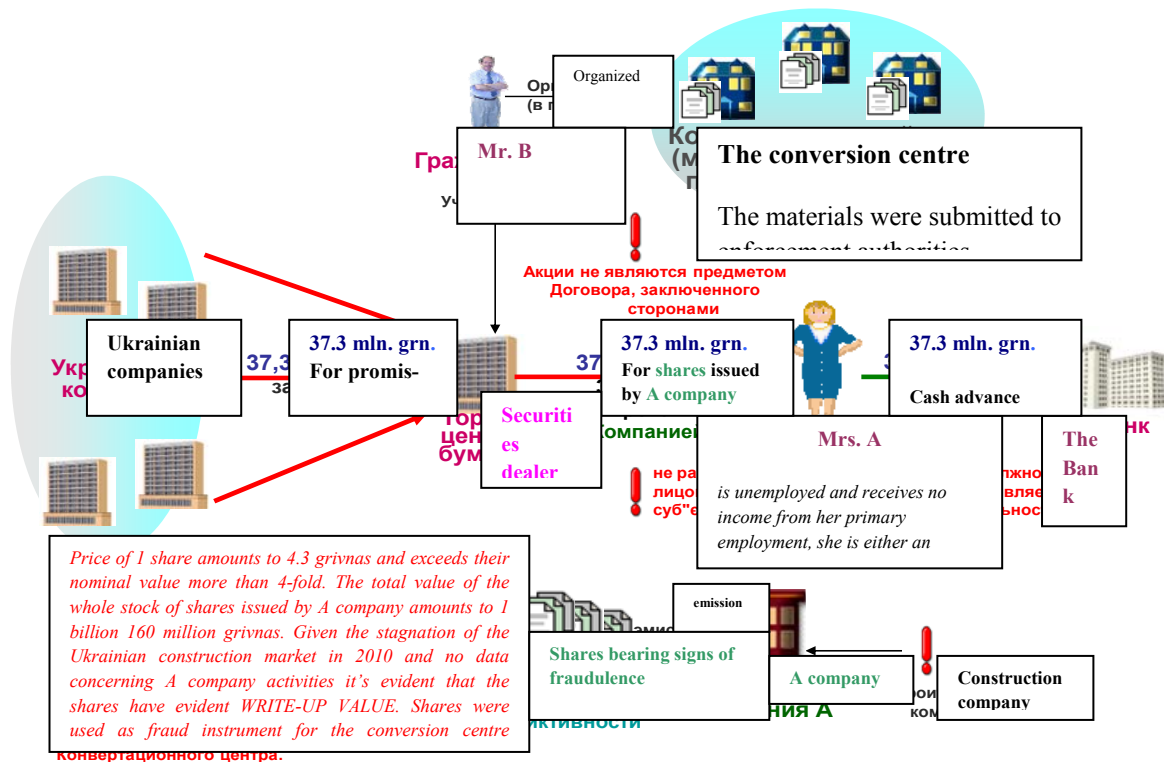 Organized
(в
Mr. B
The conversion centre
The materials were submitted to
enforcement authorities
Акции не являются предметом
Договора, заключенного
сторонами
Ukrainian
companies
37,3
37.3 mln. grn.
For promis-
37.3 mln. grn.
For shares issued
by A company
37.3 mln. grn.
Cash advance
Securiti
es
dealer
Mrs. A
is unemployed and receives no
income from her primary
employment, she is either an
The
Ban
k
Price of 1 share amounts to 4.3 grivnas and exceeds their
nominal value more than 4-fold. The total value of the
whole stock of shares issued by A company amounts to 1
billion 160 million grivnas. Given the stagnation of the
Ukrainian construction market in 2010 and no data
concerning A company activities it's evident that the
shares have evident WRITE-UP VALUE. Shares were
used as fraud instrument for the conversion centre
Конвертационного центра.
emission
Shares bearing signs of
fraudulence
A company
Construction
company